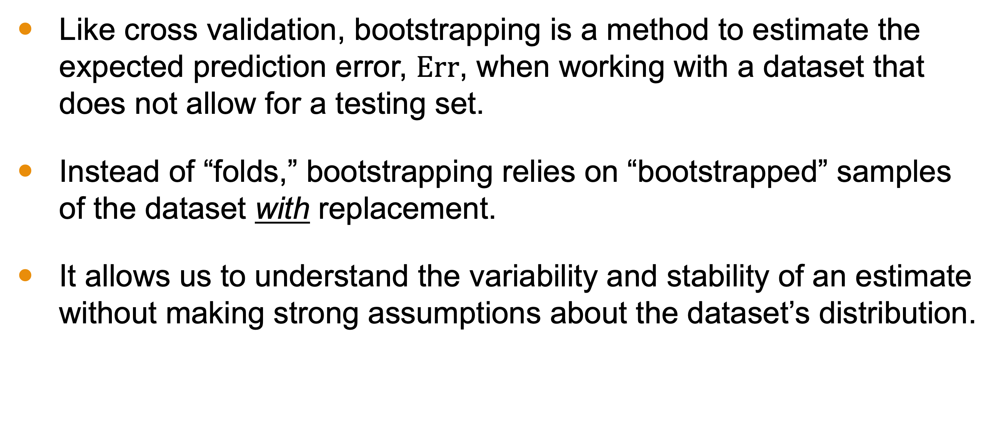 • Like cross validation, bootstrapping is a method to estimate the
expected prediction error, Err, when working with a dataset that
does not allow for a testing set.
• Instead of “folds,” bootstrapping relies on “bootstrapped” samples
of the dataset with replacement.
• It allows us to understand the variability and stability of an estimate
without making strong assumptions about the dataset’s distribution.